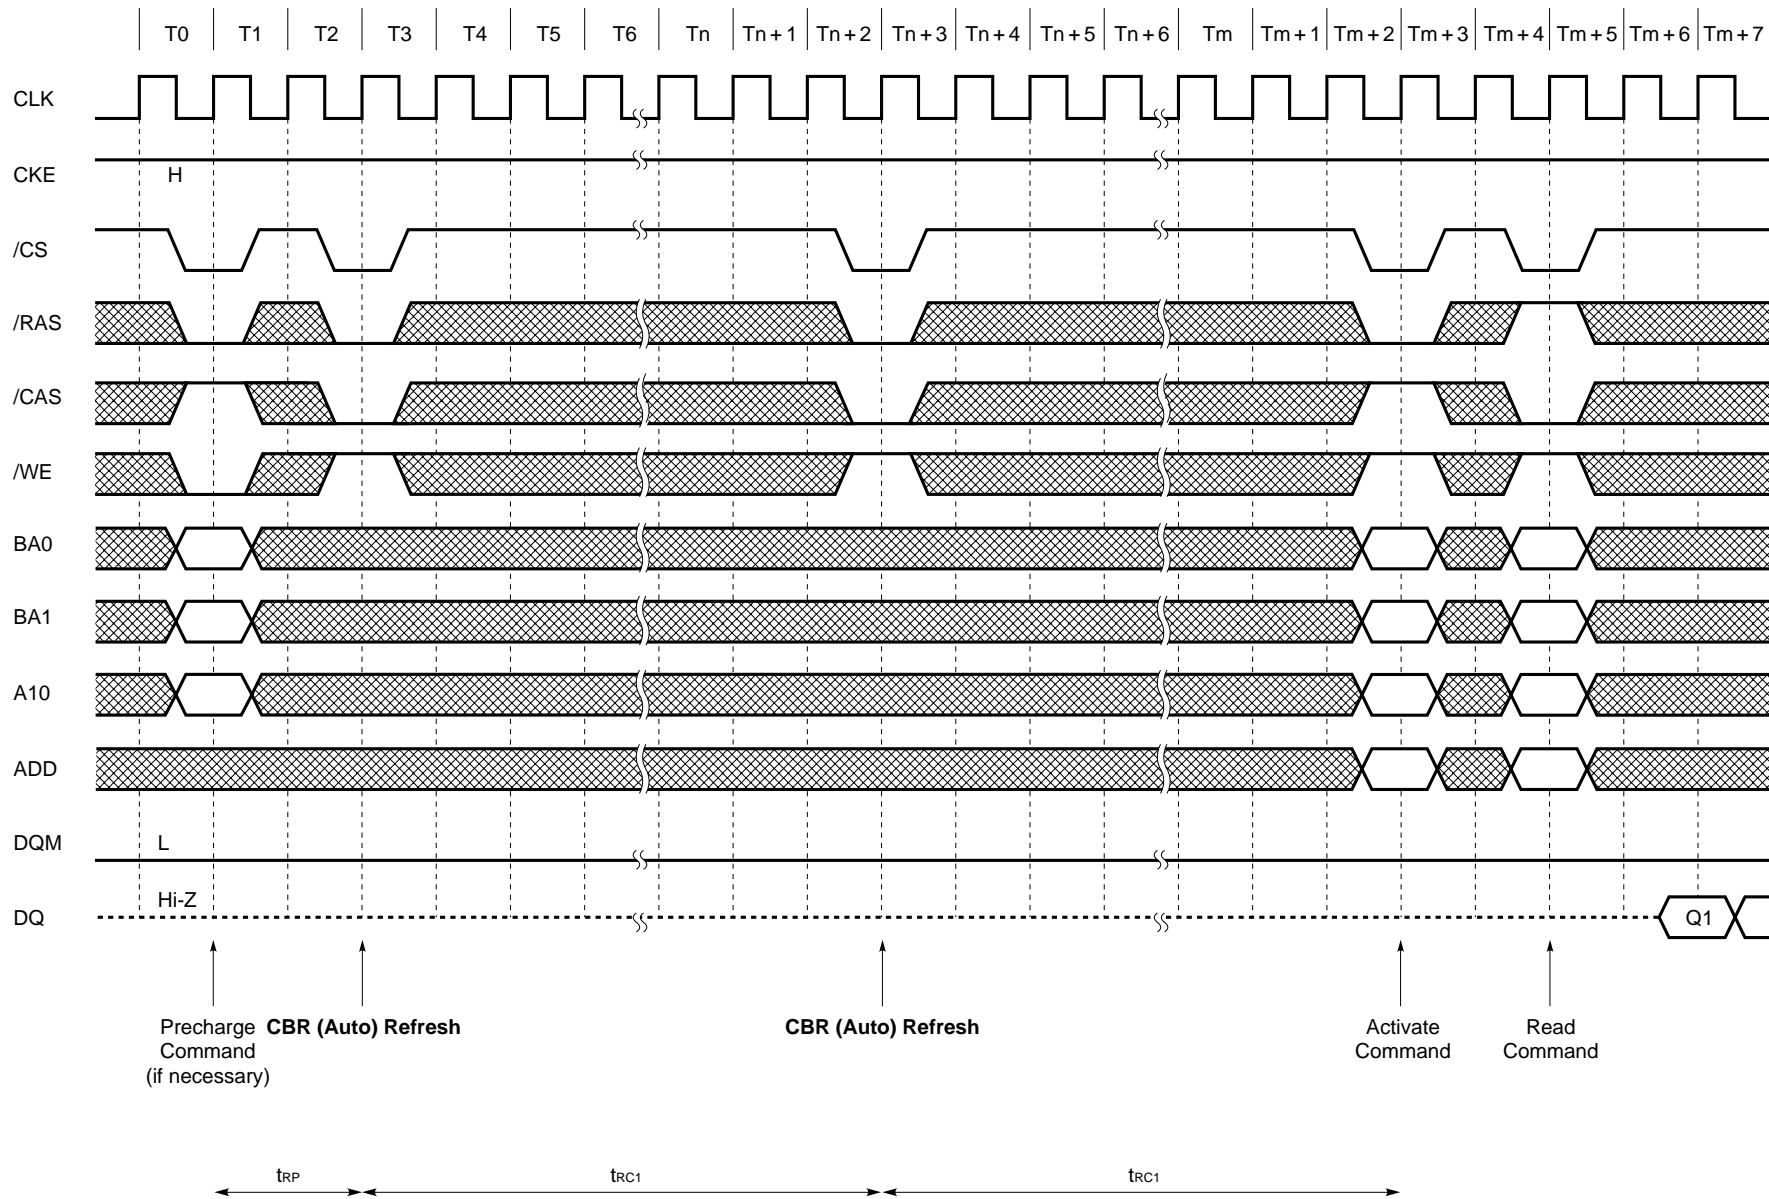 T0 T1 T2 T3 T4 T5 T6 Tn Tn + 1 Tn + 2 Tn + 3 Tn + 4 Tn + 5 Tn + 6 Tm Tm + 1 Tm + 2 Tm + 3 Tm + 4 Tm + 5 Tm + 6 Tm + 7
CLK
CKE H
/CS
/RAS
/CAS
/WE
BA0
BA1
A10
ADD
DQM L
Hi-Z
DQ Q1
Precharge CBR (Auto) Refresh CBR (Auto) Refresh Activate Read
Command Command Command
(if necessary)
tRP tRC1 tRC1